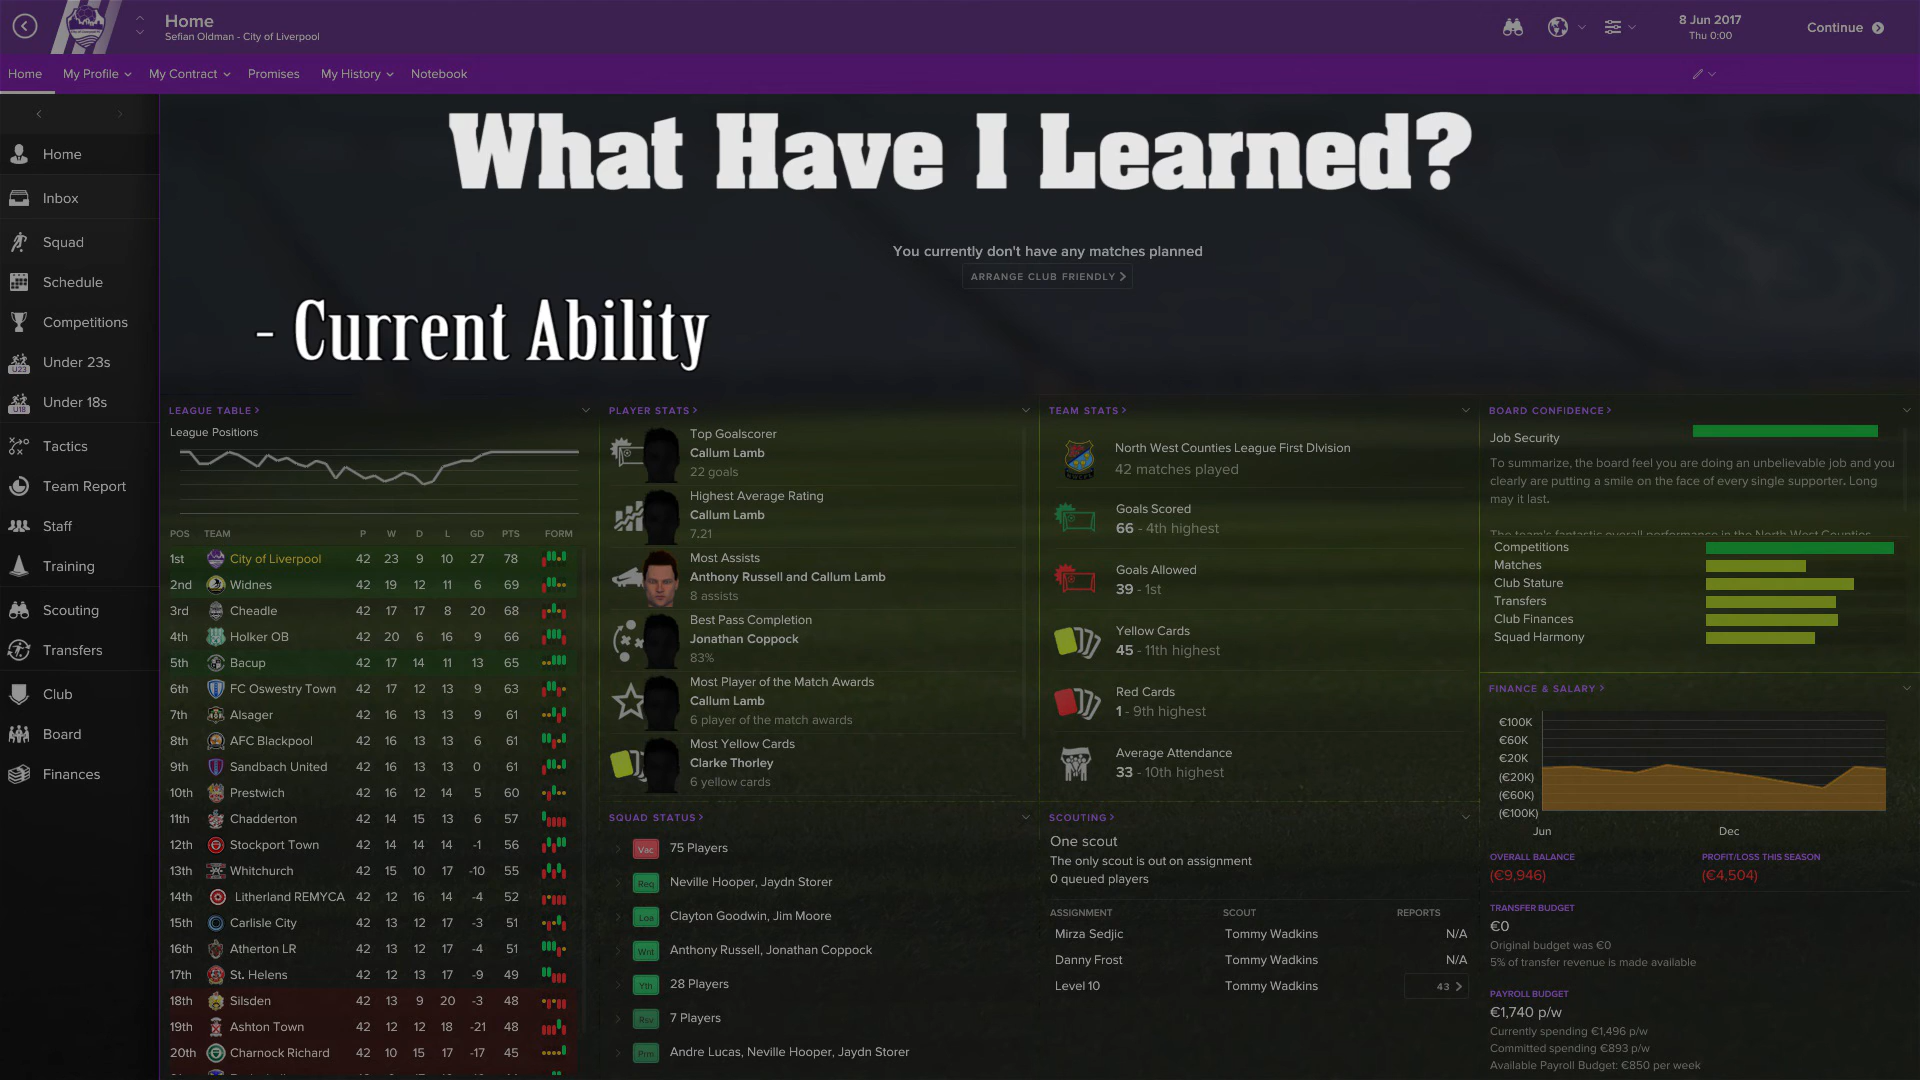 Home
Sefian Oldman - City of Liverpool
8 Jun 2017
Thu 0:00
Continue
Home
My Profile
My Contract
Promises
My History
Notebook
Home
Inbox
Squad
Schedule
Competitions
Under 23s
Under 18s
Tactics
Team Report
Staff
Training
Scouting
Transfers
Club
Board
Finances
What Have I Learned?
You currently don't have any matches planned
ARRANGE CLUB FRIENDLY >
- Current Ability
LEAGUE TABLE >
League Positions
POS TEAM P W D L GD PTS FORM
1st City of Liverpool 42 23 9 10 27 78
2nd Widnes 42 19 12 11 6 69
3rd Cheadle 42 17 17 8 20 68
4th Holker OB 42 20 6 16 9 66
5th Bacup 42 17 14 11 13 65
6th FC Oswestry Town 42 17 12 13 9 63
7th Alsager 42 16 13 13 9 61
8th AFC Blackpool 42 16 13 13 6 61
9th Sandbach United 42 16 13 13 0 61
10th Prestwich 42 16 12 14 5 60
11th Chadderton 42 14 15 13 6 57
12th Stockport Town 42 14 14 14 -1 56
13th Whitchurch 42 15 10 17 -10 55
14th Litherland REMYCA 42 12 16 14 -4 52
15th Carlisle City 42 13 12 17 -3 51
16th Atherton LR 42 13 12 17 -4 51
17th St. Helens 42 12 13 17 -9 49
18th Silsden 42 13 9 20 -3 48
19th Ashton Town 42 12 12 18 -21 48
20th Charnock Richard 42 10 15 17 -17 45
PLAYER STATS >
Top Goalscorer
Callum Lamb
22 goals
Highest Average Rating
Callum Lamb
7.21
Most Assists
Anthony Russell and Callum Lamb
8 assists
Best Pass Completion
Jonathan Coppock
83%
Most Player of the Match Awards
Callum Lamb
6 player of the match awards
Most Yellow Cards
Clarke Thorley
6 yellow cards
SQUAD STATUS >
Vac 75 Players
Req Neville Hooper, Jaydn Storer
Loa Clayton Goodwin, Jim Moore
Wnt Anthony Russell, Jonathan Coppock
Yth 28 Players
Rsv 7 Players
Prm Andre Lucas, Neville Hooper, Jaydn Storer
TEAM STATS >
North West Counties League First Division
42 matches played
Goals Scored
66 - 4th highest
Goals Allowed
39 - 1st
Yellow Cards
45 - 11th highest
Red Cards
1 - 9th highest
Average Attendance
33 - 10th highest
SCOUTING >
One scout
The only scout is out on assignment
0 queued players
ASSIGNMENT SCOUT REPORTS
Mirza Sedjic Tommy Wadkins N/A
Danny Frost Tommy Wadkins N/A
Level 10 Tommy Wadkins 43 >
BOARD CONFIDENCE >
Job Security
To summarize, the board feel you are doing an unbelievable job and you
clearly are putting a smile on the face of every single supporter. Long
may it last.
The team's fantastic overall performance in the North West Counties
Competitions
Matches
Club Stature
Transfers
Club Finances
Squad Harmony
FINANCE & SALARY >
€100K
€60K
€20K
(€20K)
(€60K)
(€100K)
Jun Dec
OVERALL BALANCE PROFIT/LOSS THIS SEASON
(€9,946) (€4,504)
TRANSFER BUDGET
€0
Original budget was €0
5% of transfer revenue is made available
PAYROLL BUDGET
€1,740 p/w
Currently spending €1,496 p/w
Committed spending €893 p/w
Available Payroll Budget: €850 per week